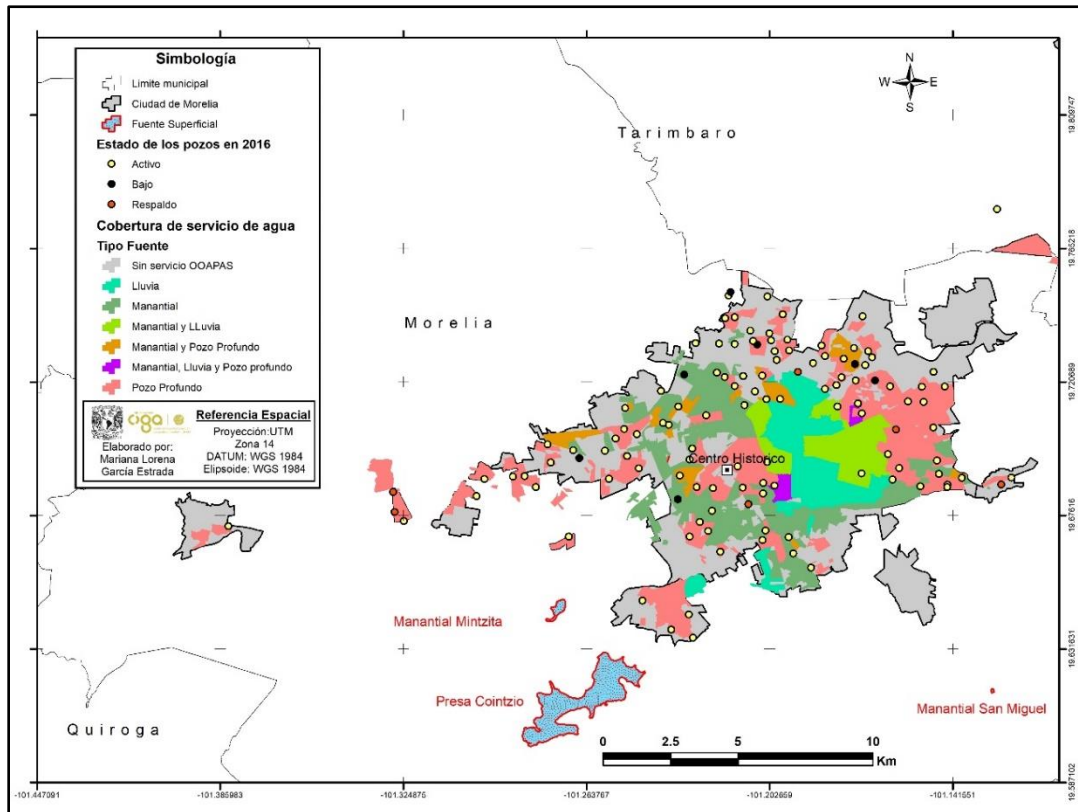 Simbología
Limite municipal
Ciudad de Morelia
Fuente Superficial
Estado de los pozos en 2016
Activo
Bajo
Respaldo
Cobertura de servicio de agua
Tipo Fuente
Sin servicio OOAPAS
Lluvia
Manantial
Manantial y LLuvia
Manantial y Pozo Profundo
Manantial, Lluvia y Pozo profundo
Pozo Profundo
ciga
Elaborado por:
Mariana Lorena
García Estrada
Referencia Espacial
Proyección:UTM
Zona 14
DATUM: WGS 1984
Elipsoide: WGS 1984
N
W
E
S
Tarimbaro
Morelia
Centro Historico
Manantial Mintzita
Presa Cointzio
Manantial San Miguel
Quiroga
0
2.5
5
10
Km
19.809747
19.765218
19.720689
19.67616
19.631631
19.587102
-101.447091
-101.385983
-101.324875
-101.263767
-101.202659
-101.141551